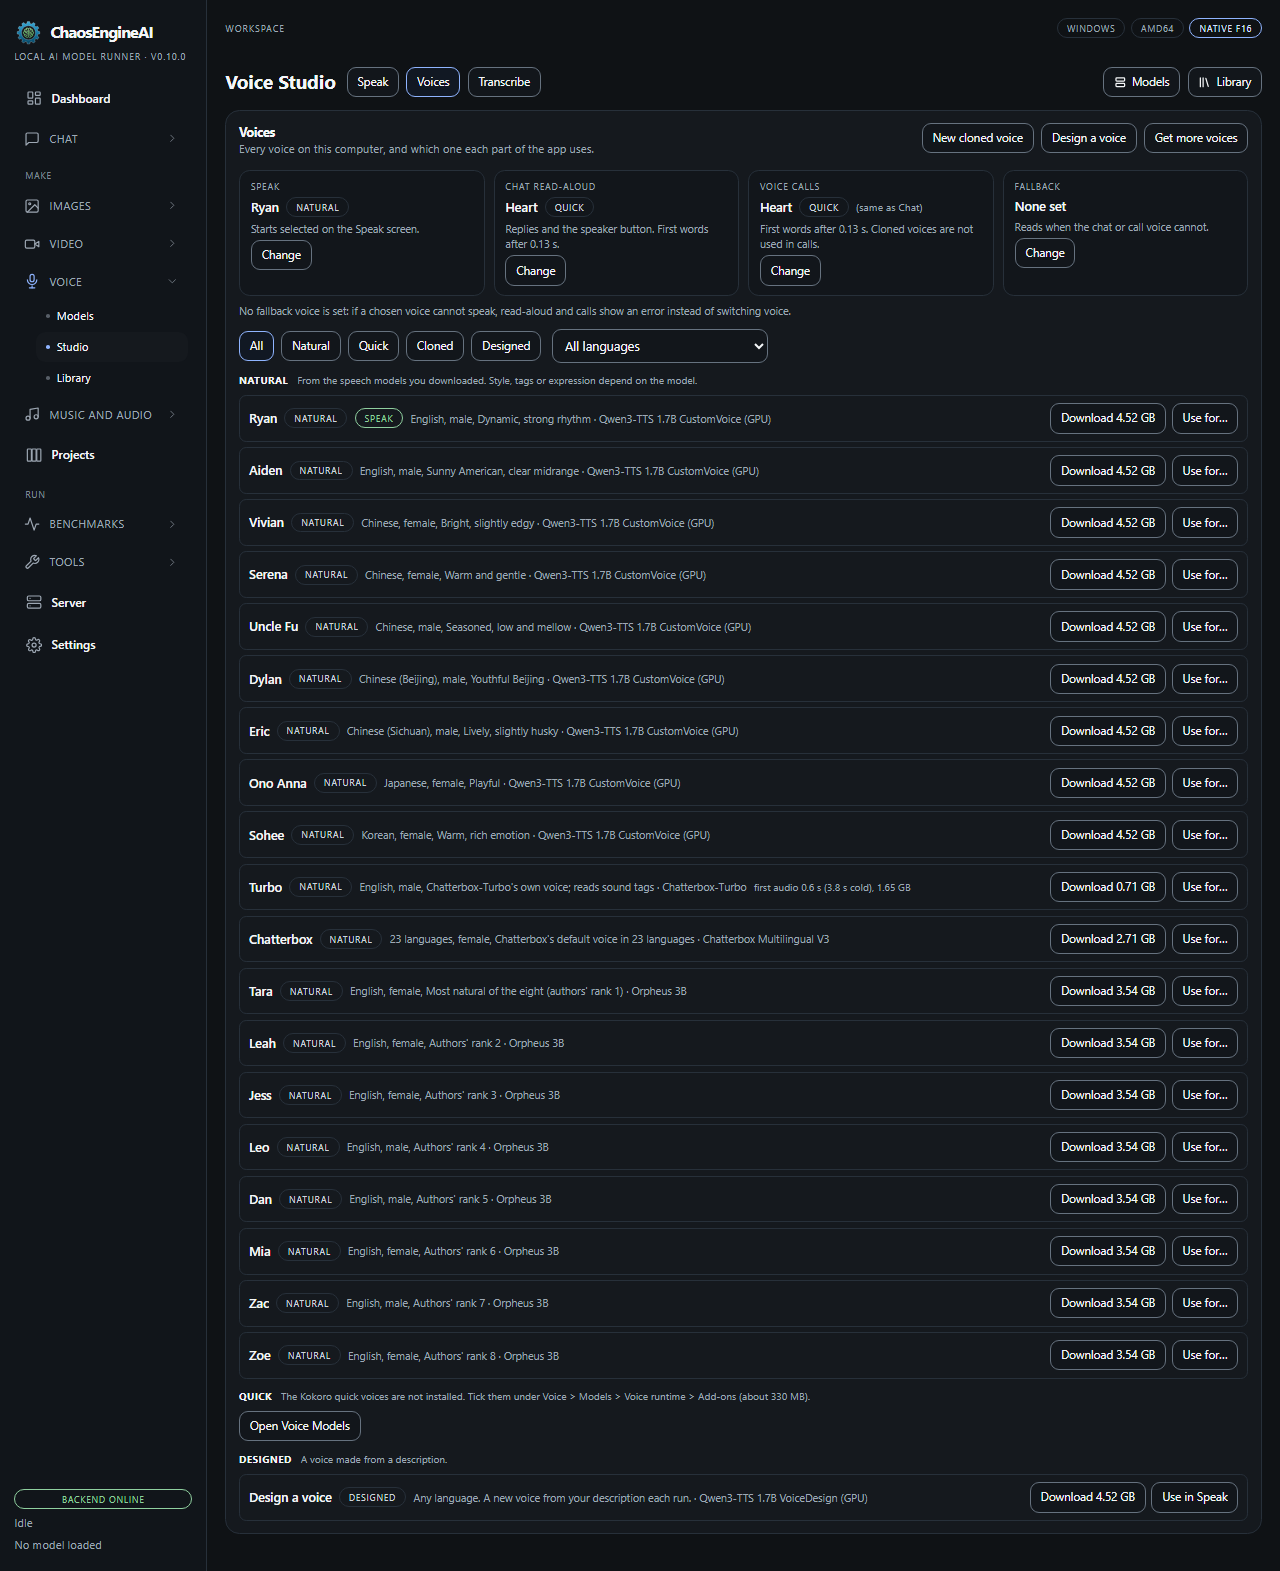 ChaosEngineAI
LOCAL AI MODEL RUNNER · V0.10.0
Dashboard
CHAT
MAKE
IMAGES
VIDEO
VOICE
Models
Studio
Library
MUSIC AND AUDIO
Projects
RUN
BENCHMARKS
TOOLS
Server
Settings
BACKEND ONLINE
Idle
No model loaded
WORKSPACE
WINDOWS AMD64 NATIVE F16
Voice Studio Speak Voices Transcribe Models Library
Voices
Every voice on this computer, and which one each part of the app uses.
New cloned voice Design a voice Get more voices
SPEAK
Ryan NATURAL
Starts selected on the Speak screen.
Change
CHAT READ-ALOUD
Heart QUICK
Replies and the speaker button. First words
after 0.13 s.
Change
VOICE CALLS
Heart QUICK (same as Chat)
First words after 0.13 s. Cloned voices are not
used in calls.
Change
FALLBACK
None set
Reads when the chat or call voice cannot.
Change
No fallback voice is set: if a chosen voice cannot speak, read-aloud and calls show an error instead of switching voice.
All Natural Quick Cloned Designed All languages
NATURAL From the speech models you downloaded. Style, tags or expression depend on the model.
Ryan NATURAL SPEAK English, male, Dynamic, strong rhythm · Qwen3-TTS 1.7B CustomVoice (GPU) Download 4.52 GB Use for...
Aiden NATURAL English, male, Sunny American, clear midrange · Qwen3-TTS 1.7B CustomVoice (GPU) Download 4.52 GB Use for...
Vivian NATURAL Chinese, female, Bright, slightly edgy · Qwen3-TTS 1.7B CustomVoice (GPU) Download 4.52 GB Use for...
Serena NATURAL Chinese, female, Warm and gentle · Qwen3-TTS 1.7B CustomVoice (GPU) Download 4.52 GB Use for...
Uncle Fu NATURAL Chinese, male, Seasoned, low and mellow · Qwen3-TTS 1.7B CustomVoice (GPU) Download 4.52 GB Use for...
Dylan NATURAL Chinese (Beijing), male, Youthful Beijing · Qwen3-TTS 1.7B CustomVoice (GPU) Download 4.52 GB Use for...
Eric NATURAL Chinese (Sichuan), male, Lively, slightly husky · Qwen3-TTS 1.7B CustomVoice (GPU) Download 4.52 GB Use for...
Ono Anna NATURAL Japanese, female, Playful · Qwen3-TTS 1.7B CustomVoice (GPU) Download 4.52 GB Use for...
Sohee NATURAL Korean, female, Warm, rich emotion · Qwen3-TTS 1.7B CustomVoice (GPU) Download 4.52 GB Use for...
Turbo NATURAL English, male, Chatterbox-Turbo's own voice; reads sound tags · Chatterbox-Turbo first audio 0.6 s (3.8 s cold), 1.65 GB Download 0.71 GB Use for...
Chatterbox NATURAL 23 languages, female, Chatterbox's default voice in 23 languages · Chatterbox Multilingual V3 Download 2.71 GB Use for...
Tara NATURAL English, female, Most natural of the eight (authors' rank 1) · Orpheus 3B Download 3.54 GB Use for...
Leah NATURAL English, female, Authors' rank 2 · Orpheus 3B Download 3.54 GB Use for...
Jess NATURAL English, female, Authors' rank 3 · Orpheus 3B Download 3.54 GB Use for...
Leo NATURAL English, male, Authors' rank 4 · Orpheus 3B Download 3.54 GB Use for...
Dan NATURAL English, male, Authors' rank 5 · Orpheus 3B Download 3.54 GB Use for...
Mia NATURAL English, female, Authors' rank 6 · Orpheus 3B Download 3.54 GB Use for...
Zac NATURAL English, male, Authors' rank 7 · Orpheus 3B Download 3.54 GB Use for...
Zoe NATURAL English, female, Authors' rank 8 · Orpheus 3B Download 3.54 GB Use for...
QUICK The Kokoro quick voices are not installed. Tick them under Voice > Models > Voice runtime > Add-ons (about 330 MB).
Open Voice Models
DESIGNED A voice made from a description.
Design a voice DESIGNED Any language. A new voice from your description each run. · Qwen3-TTS 1.7B VoiceDesign (GPU) Download 4.52 GB Use in Speak